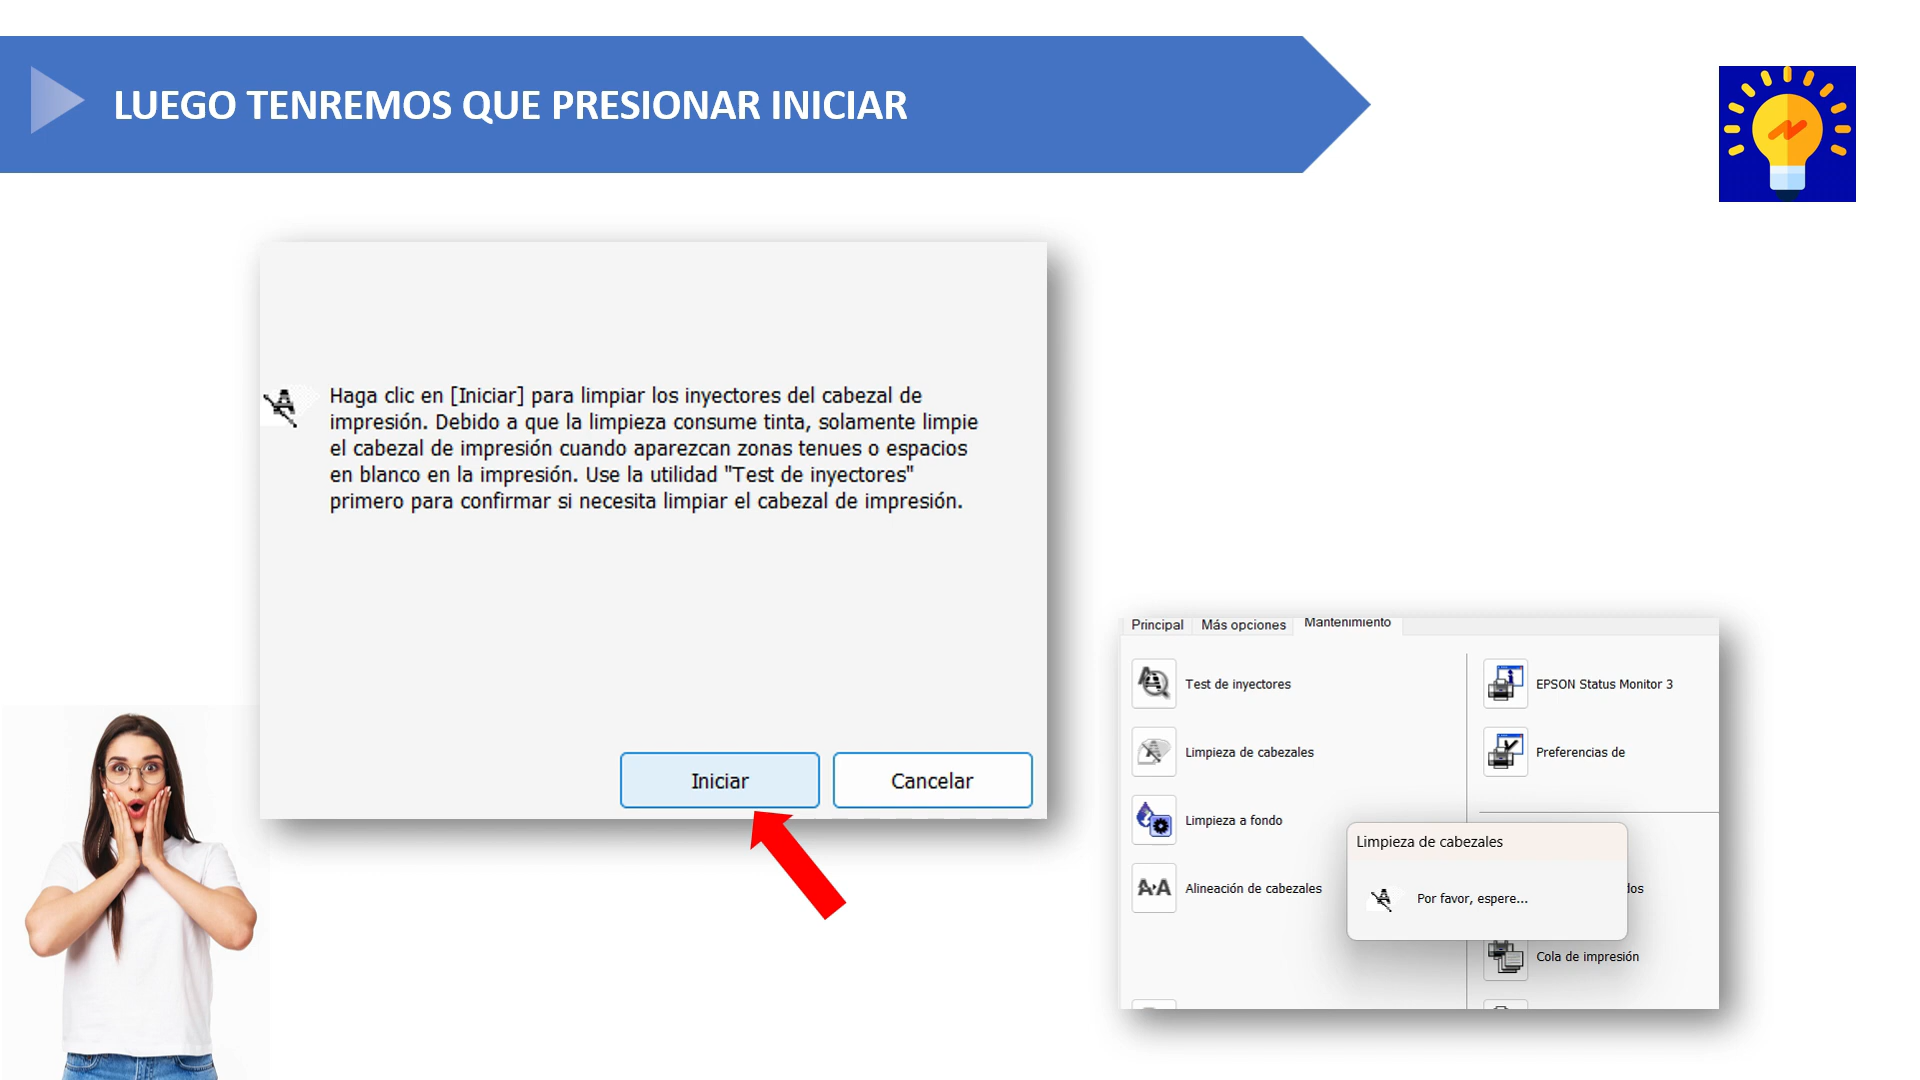 LUEGO TENREMOS QUE PRESIONAR INICIAR
Haga clic en [Iniciar] para limpiar los inyectores del cabezal de
impresión. Debido a que la limpieza consume tinta, solamente limpie
el cabezal de impresión cuando aparezcan zonas tenues o espacios
en blanco en la impresión. Use la utilidad "Test de inyectores"
primero para confirmar si necesita limpiar el cabezal de impresión.
Iniciar
Cancelar
Principal
Más opciones
Mantenimiento
Test de inyectores
Limpieza de cabezales
Limpieza a fondo
Alineación de cabezales
EPSON Status Monitor 3
Preferencias de
Limpieza de cabezales
Por favor, espere...
Cola de impresión